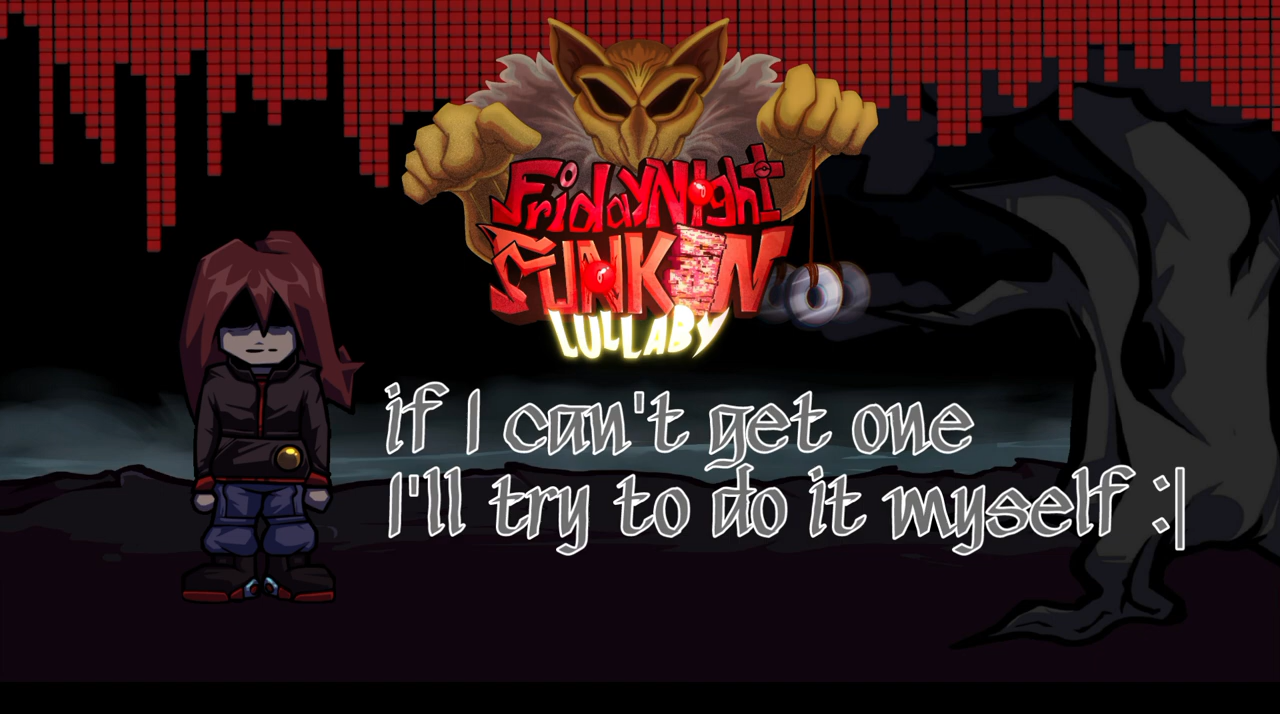 Friday Night
FUNKIN
LULLABY
if I can't get one
I'll try to do it myself :|